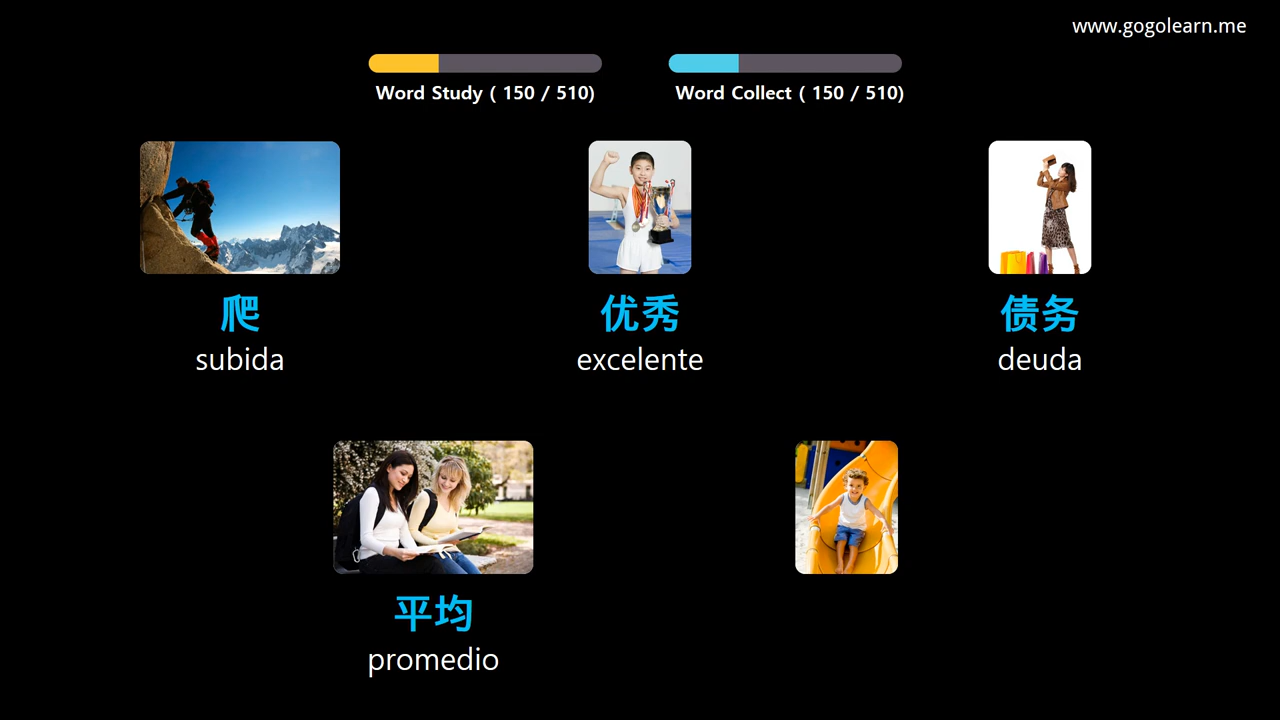 www.gogolearn.me
Word Study ( 150 / 510)
Word Collect ( 150 / 510)
爬
subida
优秀
excelente
债务
deuda
平均
promedio